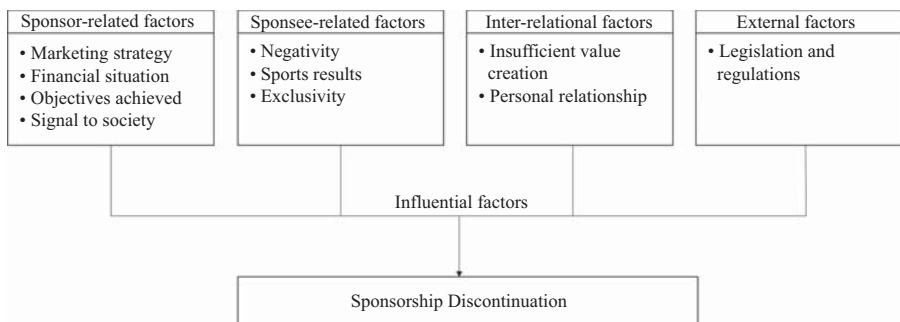 Sponsor-related factors
• Marketing strategy
• Financial situation
• Objectives achieved
• Signal to society
Sponsee-related factors
• Negativity
• Sports results
• Exclusivity
Inter-relational factors
• Insufficient value
creation
• Personal relationship
External factors
• Legislation and
regulations
Influential factors
Sponsorship Discontinuation